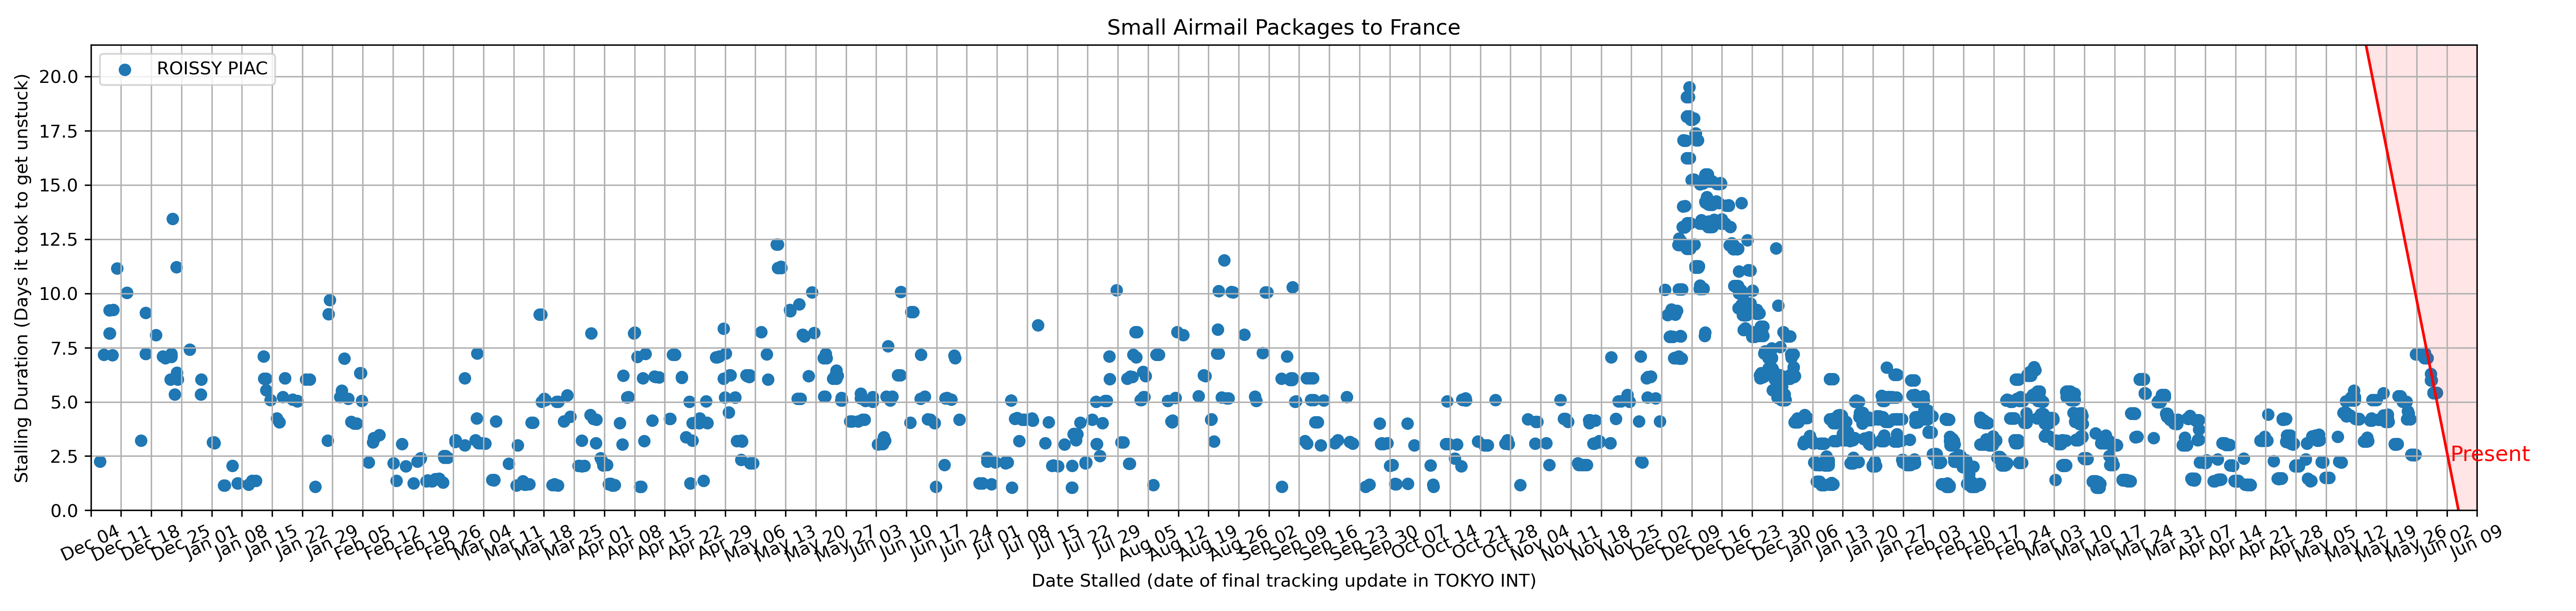 Small Airmail Packages to France
ROISSY PIAC
Stalling Duration (Days it took to get unstuck)
20.0
17.5
15.0
12.5
10.0
7.5
5.0
2.5
0.0
Present
Dec 04 Dec 11 Dec 18 Dec 25 Jan 01 Jan 08 Jan 15 Jan 22 Jan 29 Feb 05 Feb 12 Feb 19 Feb 26 Mar 04 Mar 11 Mar 18 Mar 25 Apr 01 Apr 08 Apr 15 Apr 22 Apr 29 May 06 May 13 May 20 May 27 Jun 03 Jun 10 Jun 17 Jun 24 Jul 01 Jul 08 Jul 15 Jul 22 Jul 29 Aug 05 Aug 12 Aug 19 Aug 26 Sep 02 Sep 09 Sep 16 Sep 23 Sep 30 Oct 07 Oct 14 Oct 21 Oct 28 Nov 04 Nov 11 Nov 18 Nov 25 Dec 02 Dec 09 Dec 16 Dec 23 Dec 30 Jan 06 Jan 13 Jan 20 Jan 27 Feb 03 Feb 10 Feb 17 Feb 24 Mar 03 Mar 10 Mar 17 Mar 24 Mar 31 Apr 07 Apr 14 Apr 21 Apr 28 May 05 May 12 May 19 May 26 Jun 02 Jun 09
Date Stalled (date of final tracking update in TOKYO INT)